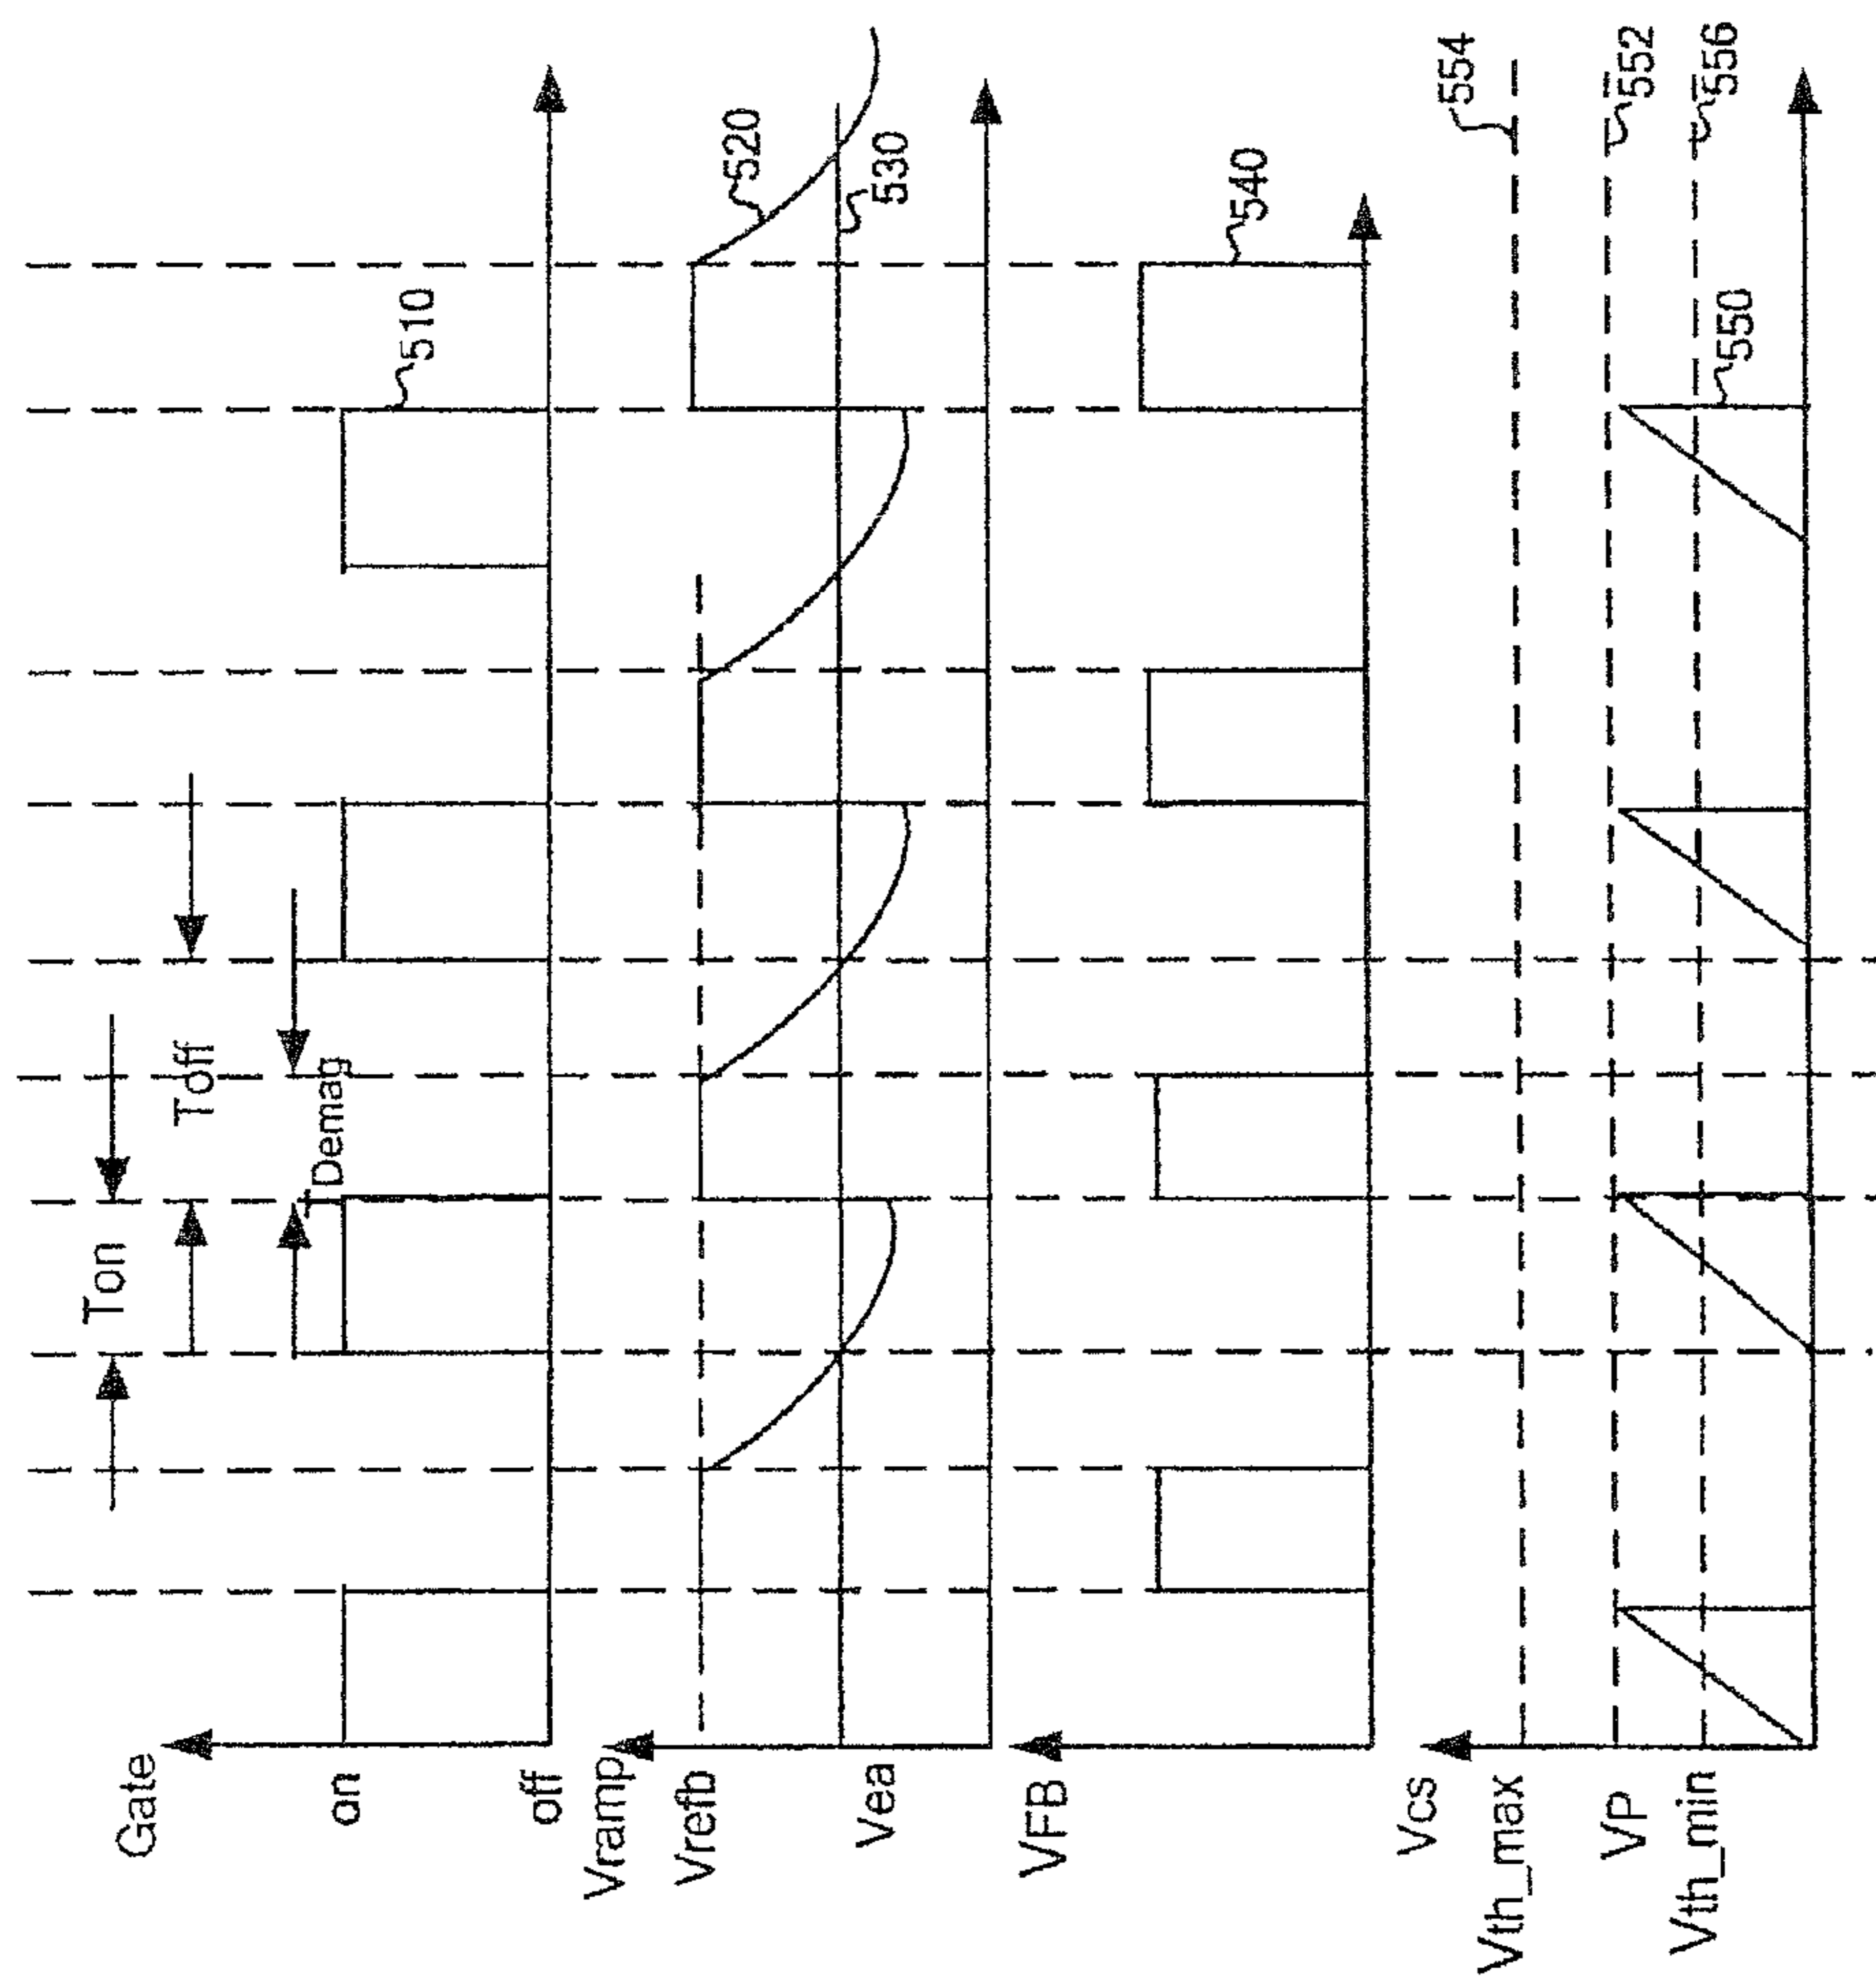 Ton
Toff
Demag
Gate
on
off
510
Vramp
Vrefb
Vea
520
530
VFB
540
Vcs
Vth_max
VP
Vth_min
554
552
556
550